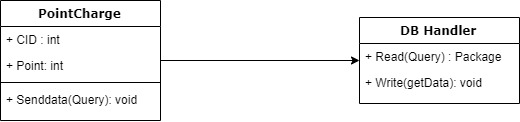 PointCharge
+ CID : int
+ Point: int
+ Senddata(Query): void
DB Handler
+ Read(Query) : Package
+ Write(getData): void